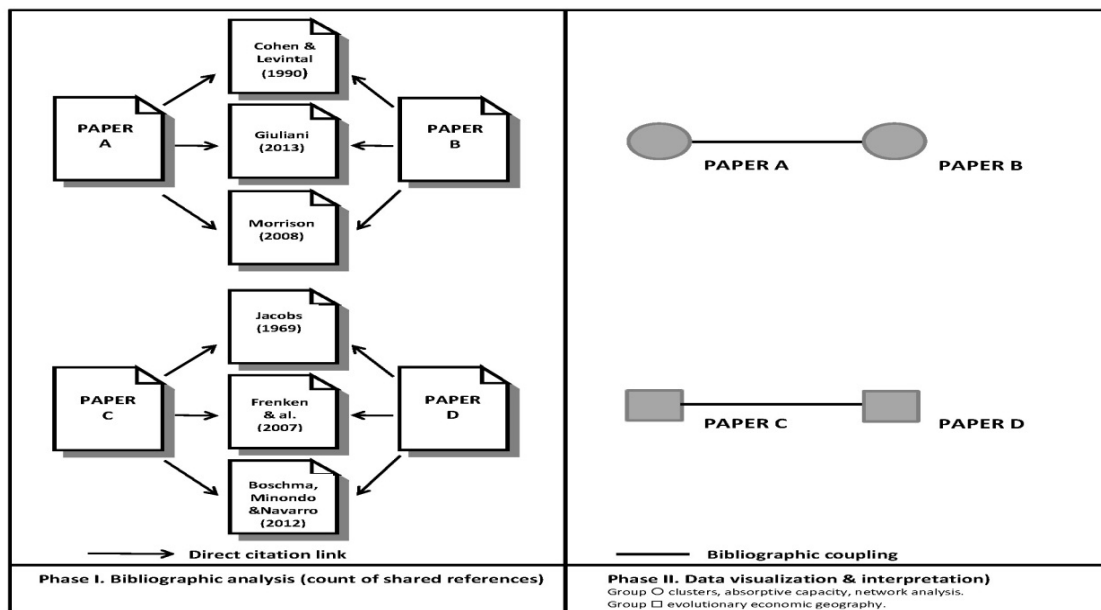 Cohen &
Levintal
(1990)
PAPER
A
Giuliani
(2013)
PAPER
B
Morrison
(2008)
Jacobs
(1969)
PAPER
C
Frenken
& al.
(2007)
PAPER
D
Boschma,
Minondo
&Navarro
(2012)
Direct citation link
Phase I. Bibliographic analysis (count of shared references)
PAPER A
PAPER B
PAPER C
PAPER D
Bibliographic coupling
Phase II. Data visualization & interpretation)
Group ○ clusters, absorptive capacity, network analysis.
Group □ evolutionary economic geography.